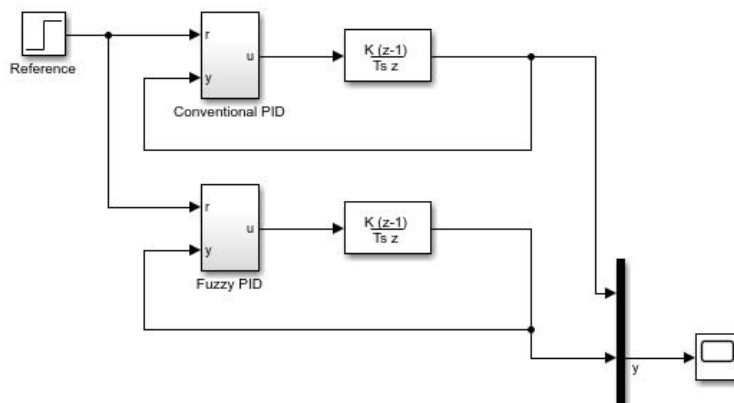 Reference
r
y
u
Conventional PID
K (z-1)
Ts z
r
y
u
Fuzzy PID
K (z-1)
Ts z
y